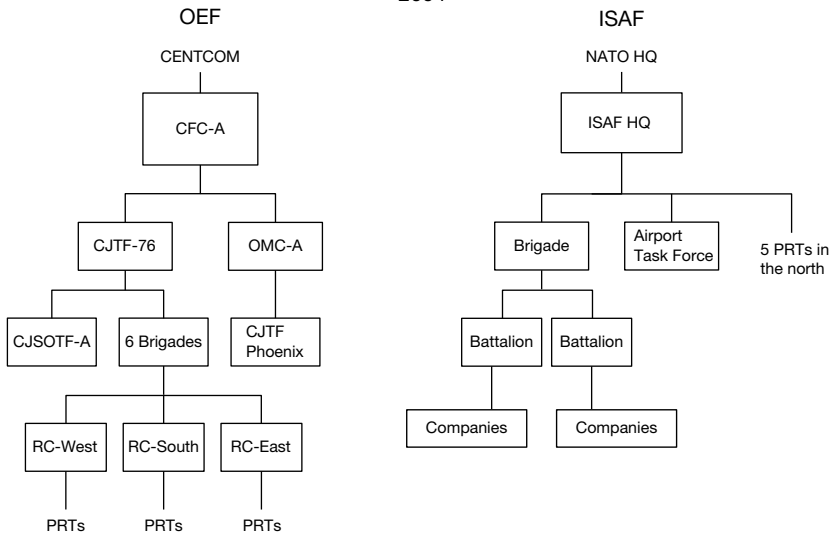 OEF
CENTCOM
CFC-A
CJTF-76
OMC-A
CJSOTF-A
6 Brigades
CJTF
Phoenix
RC-West
RC-South
RC-East
PRTs
PRTs
PRTs
ISAF
NATO HQ
ISAF HQ
Brigade
Airport
Task Force
5 PRTs in
the north
Battalion
Battalion
Companies
Companies